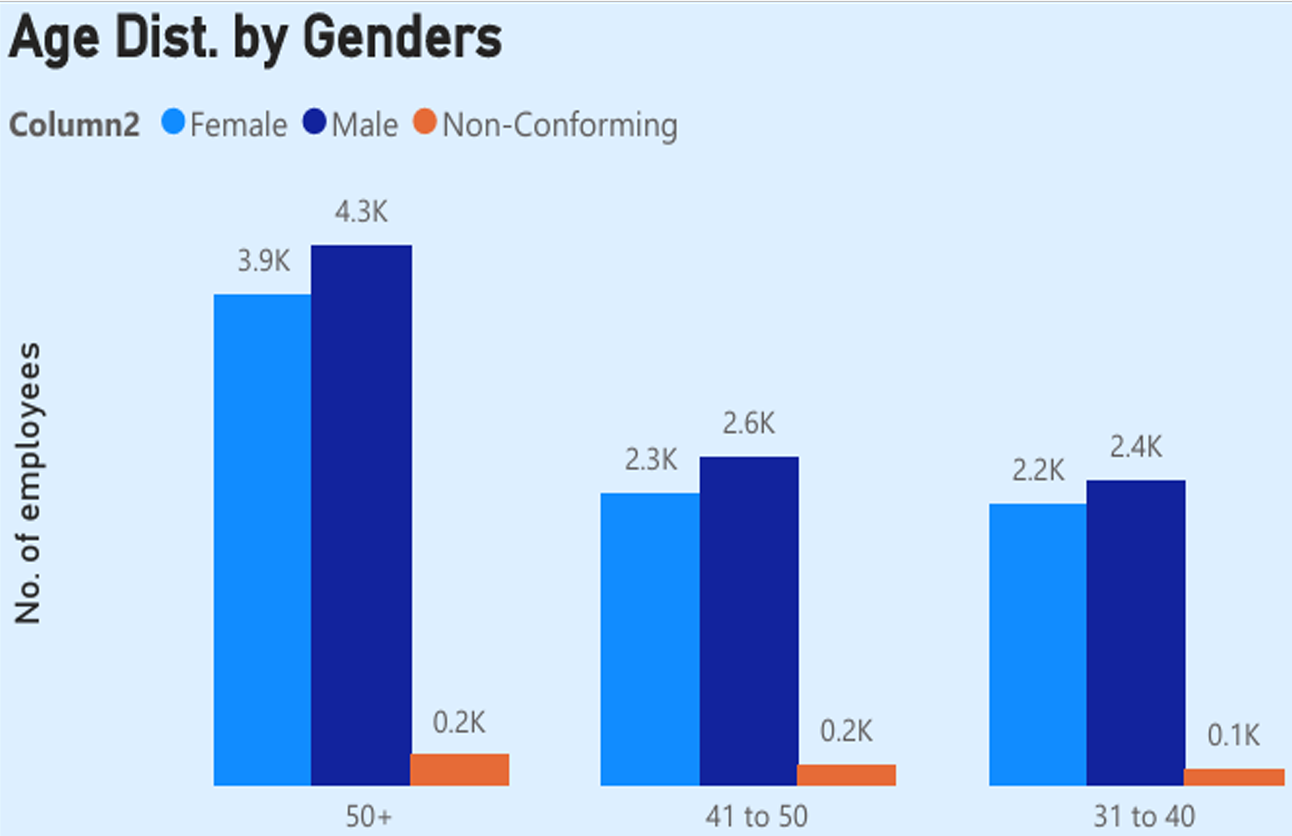 Age Dist. by Genders
Column2 Female Male Non-Conforming
4.3K
3.9K
2.6K
2.3K
2.4K
2.2K
0.2K
0.2K
0.1K
No. of employees
50+ 41 to 50 31 to 40